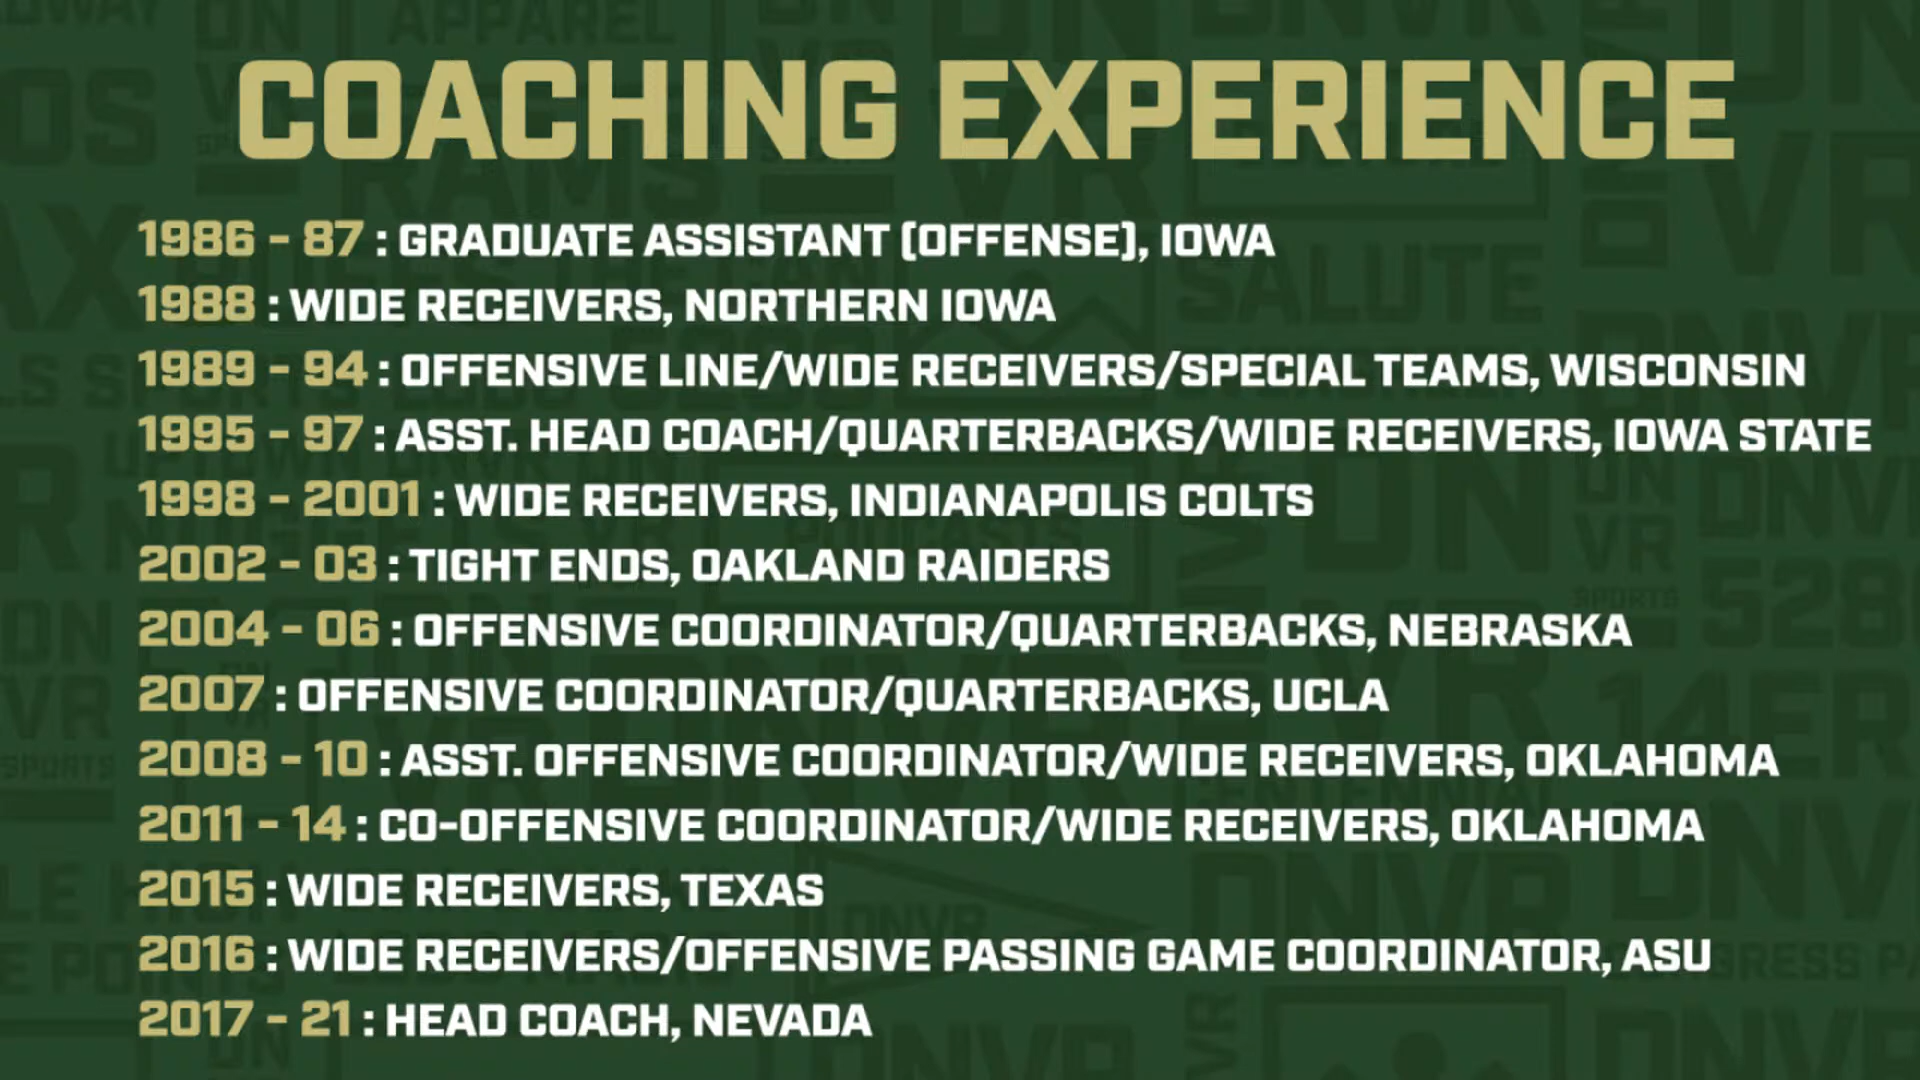 COACHING EXPERIENCE
1986 - 87 : GRADUATE ASSISTANT (OFFENSE), IOWA
1988 : WIDE RECEIVERS, NORTHERN IOWA
1989 - 94 : OFFENSIVE LINE/WIDE RECEIVERS/SPECIAL TEAMS, WISCONSIN
1995 - 97 : ASST. HEAD COACH/QUARTERBACKS/WIDE RECEIVERS, IOWA STATE
1998 - 2001 : WIDE RECEIVERS, INDIANAPOLIS COLTS
2002 - 03 : TIGHT ENDS, OAKLAND RAIDERS
2004 - 06 : OFFENSIVE COORDINATOR/QUARTERBACKS, NEBRASKA
2007 : OFFENSIVE COORDINATOR/QUARTERBACKS, UCLA
2008 - 10 : ASST. OFFENSIVE COORDINATOR/WIDE RECEIVERS, OKLAHOMA
2011 - 14 : CO-OFFENSIVE COORDINATOR/WIDE RECEIVERS, OKLAHOMA
2015 : WIDE RECEIVERS, TEXAS
2016 : WIDE RECEIVERS/OFFENSIVE PASSING GAME COORDINATOR, ASU
2017 - 21 : HEAD COACH, NEVADA